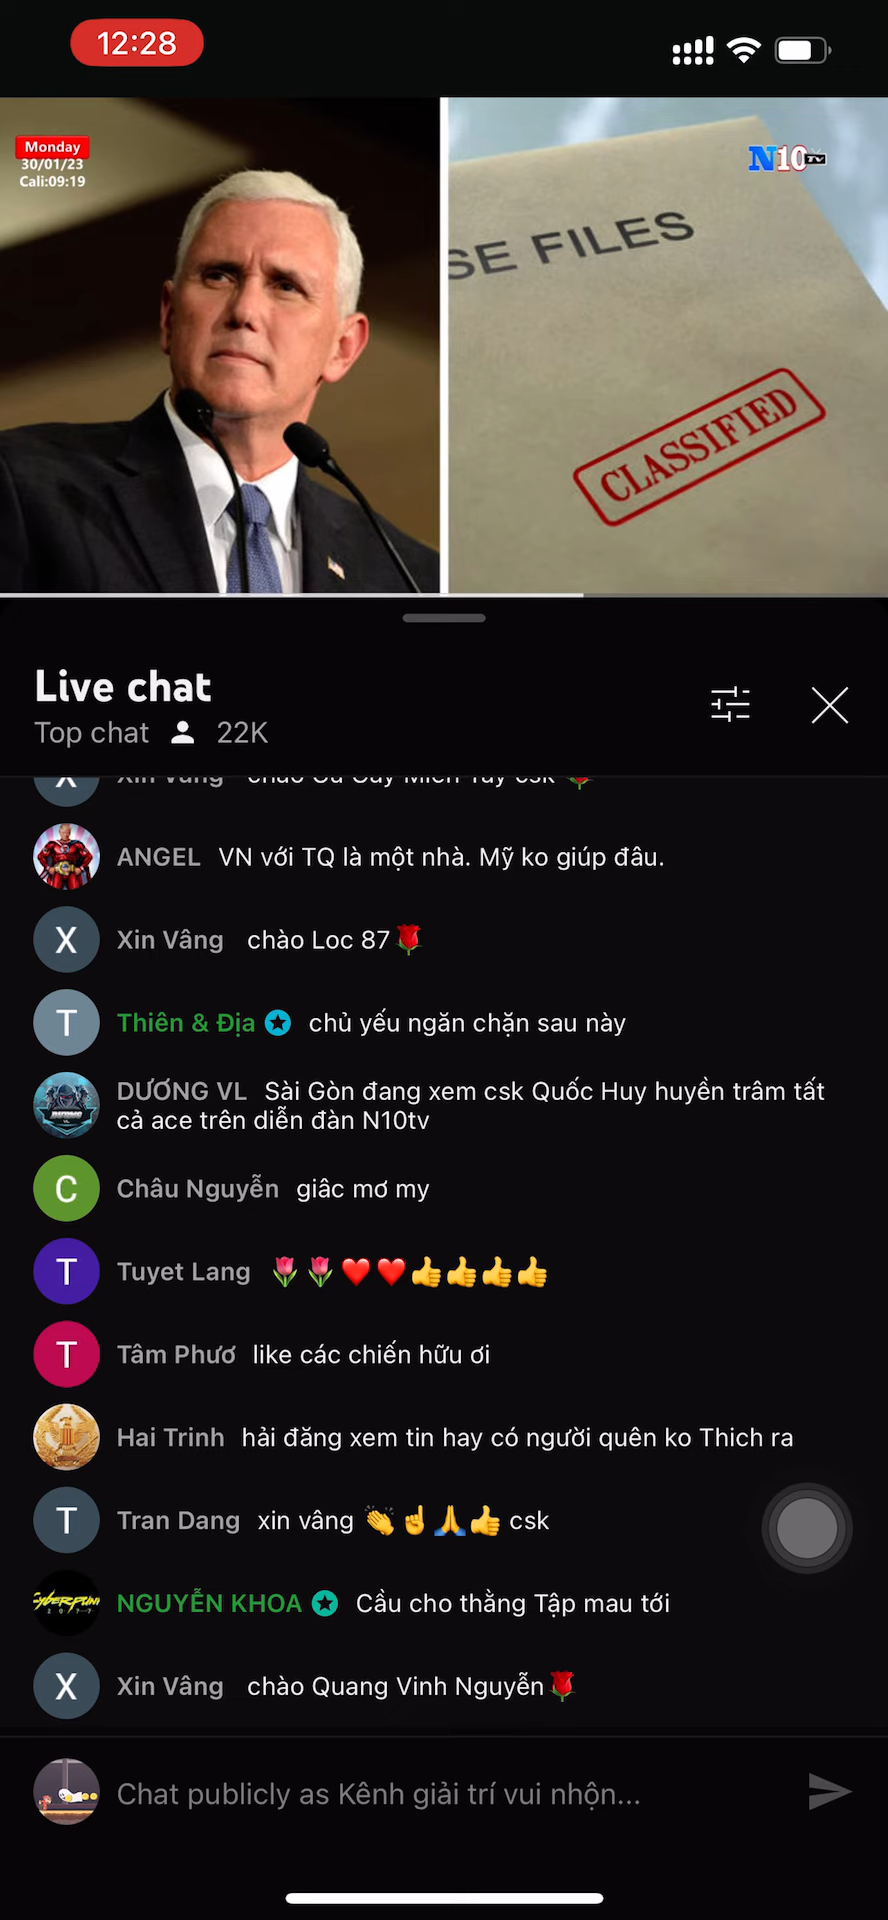 12:28
Monday
30/01/23
Cali:09:19
N10 TV
SE FILES
CLASSIFIED
Live chat
Top chat 22K
ANGEL VN với TQ là một nhà. Mỹ ko giúp đâu.
X
Xin Vâng chào Loc 87🌹
T
Thiên & Địa chủ yếu ngăn chặn sau này
DƯƠNG VL Sài Gòn đang xem csk Quốc Huy huyền trâm tất
cả ace trên diễn đàn N10tv
C
Châu Nguyễn giâc mơ my
T
Tuyet Lang 🌷🌷❤️❤️👍👍👍👍
T
Tâm Phươ like các chiến hữu ơi
Hai Trinh hải đăng xem tin hay có người quên ko Thich ra
T
Tran Dang xin vâng 👏☝️🙏👍 csk
NGUYỄN KHOA Cầu cho thằng Tập mau tới
X
Xin Vâng chào Quang Vinh Nguyễn🌹
Chat publicly as Kênh giải trí vui nhộn...